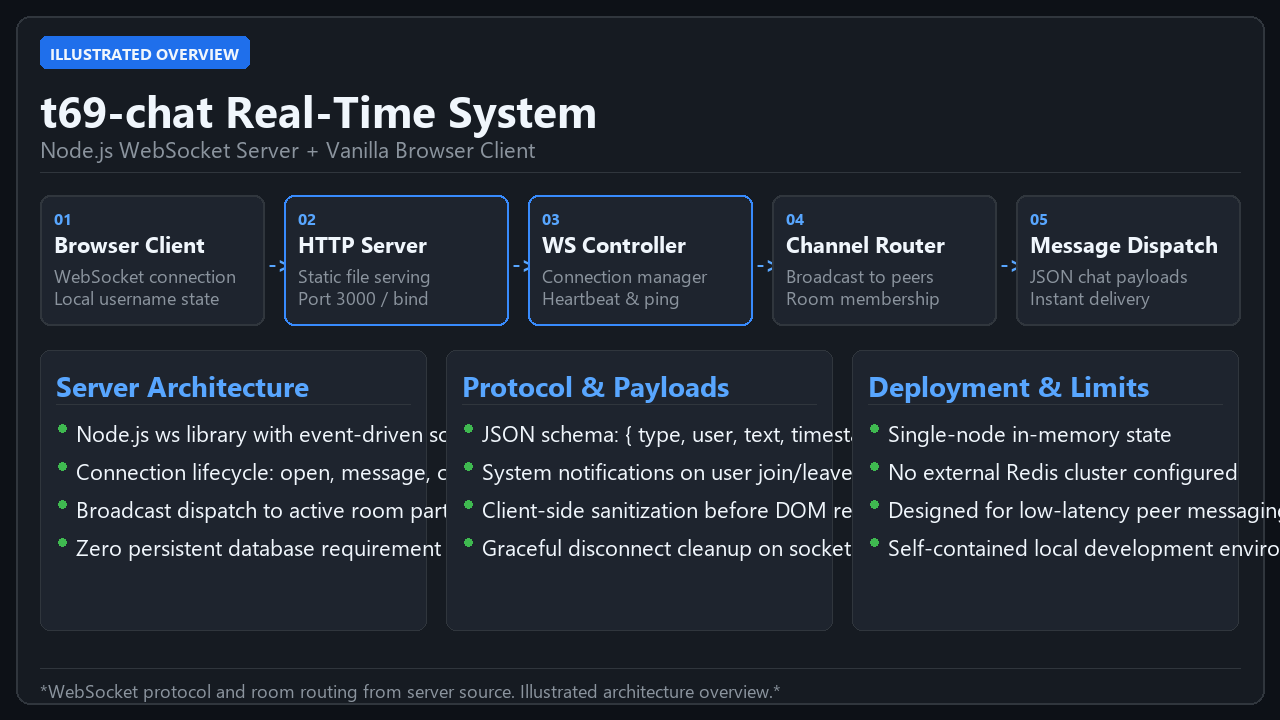 ILLUSTRATED OVERVIEW
t69-chat Real-Time System
Node.js WebSocket Server + Vanilla Browser Client
01
Browser Client
WebSocket connection
Local username state
->
02
HTTP Server
Static file serving
Port 3000 / bind
->
03
WS Controller
Connection manager
Heartbeat & ping
->
04
Channel Router
Broadcast to peers
Room membership
->
05
Message Dispatch
JSON chat payloads
Instant delivery
Server Architecture
Node.js ws library with event-driven
Connection lifecycle: open, message,
Broadcast dispatch to active room
Zero persistent database requirement
Protocol & Payloads
JSON schema: { type, user, text,
System notifications on user join/leave
Client-side sanitization before DOM
Graceful disconnect cleanup on socket
Deployment & Limits
Single-node in-memory state
No external Redis cluster configured
Designed for low-latency peer messaging
Self-contained local development
*WebSocket protocol and room routing from server source. Illustrated architecture overview.*